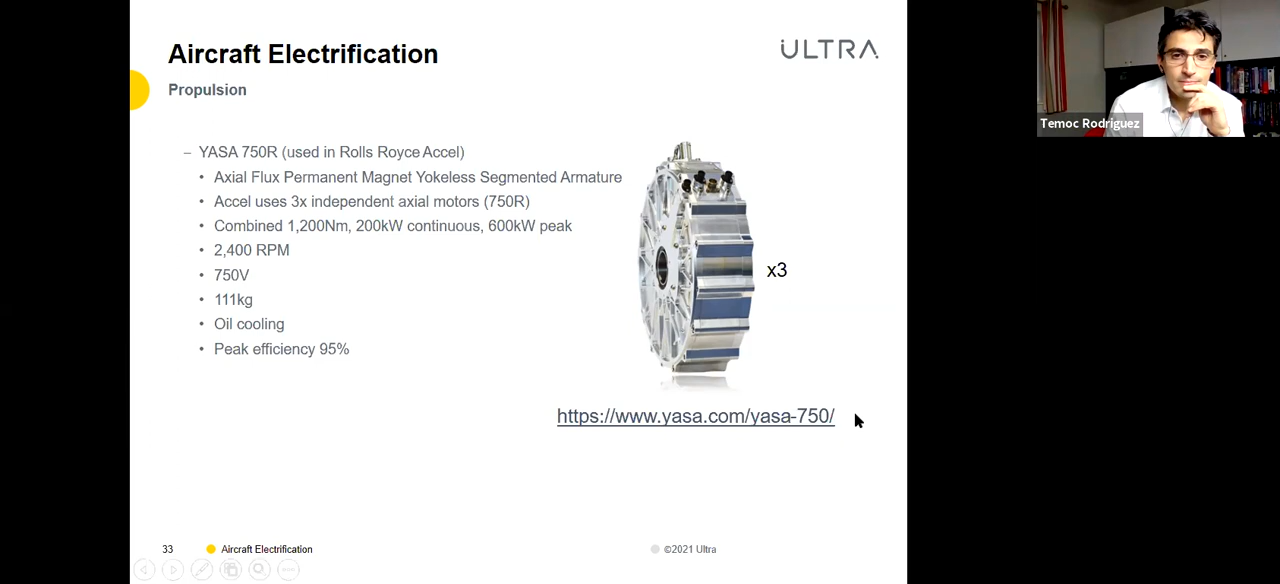 Aircraft Electrification
ULTRA
Propulsion
– YASA 750R (used in Rolls Royce Accel)
• Axial Flux Permanent Magnet Yokeless Segmented Armature
• Accel uses 3x independent axial motors (750R)
• Combined 1,200Nm, 200kW continuous, 600kW peak
• 2,400 RPM
• 750V
• 111kg
• Oil cooling
• Peak efficiency 95%
x3
https://www.yasa.com/yasa-750/
33
Aircraft Electrification
©2021 Ultra
Temoc Rodriguez